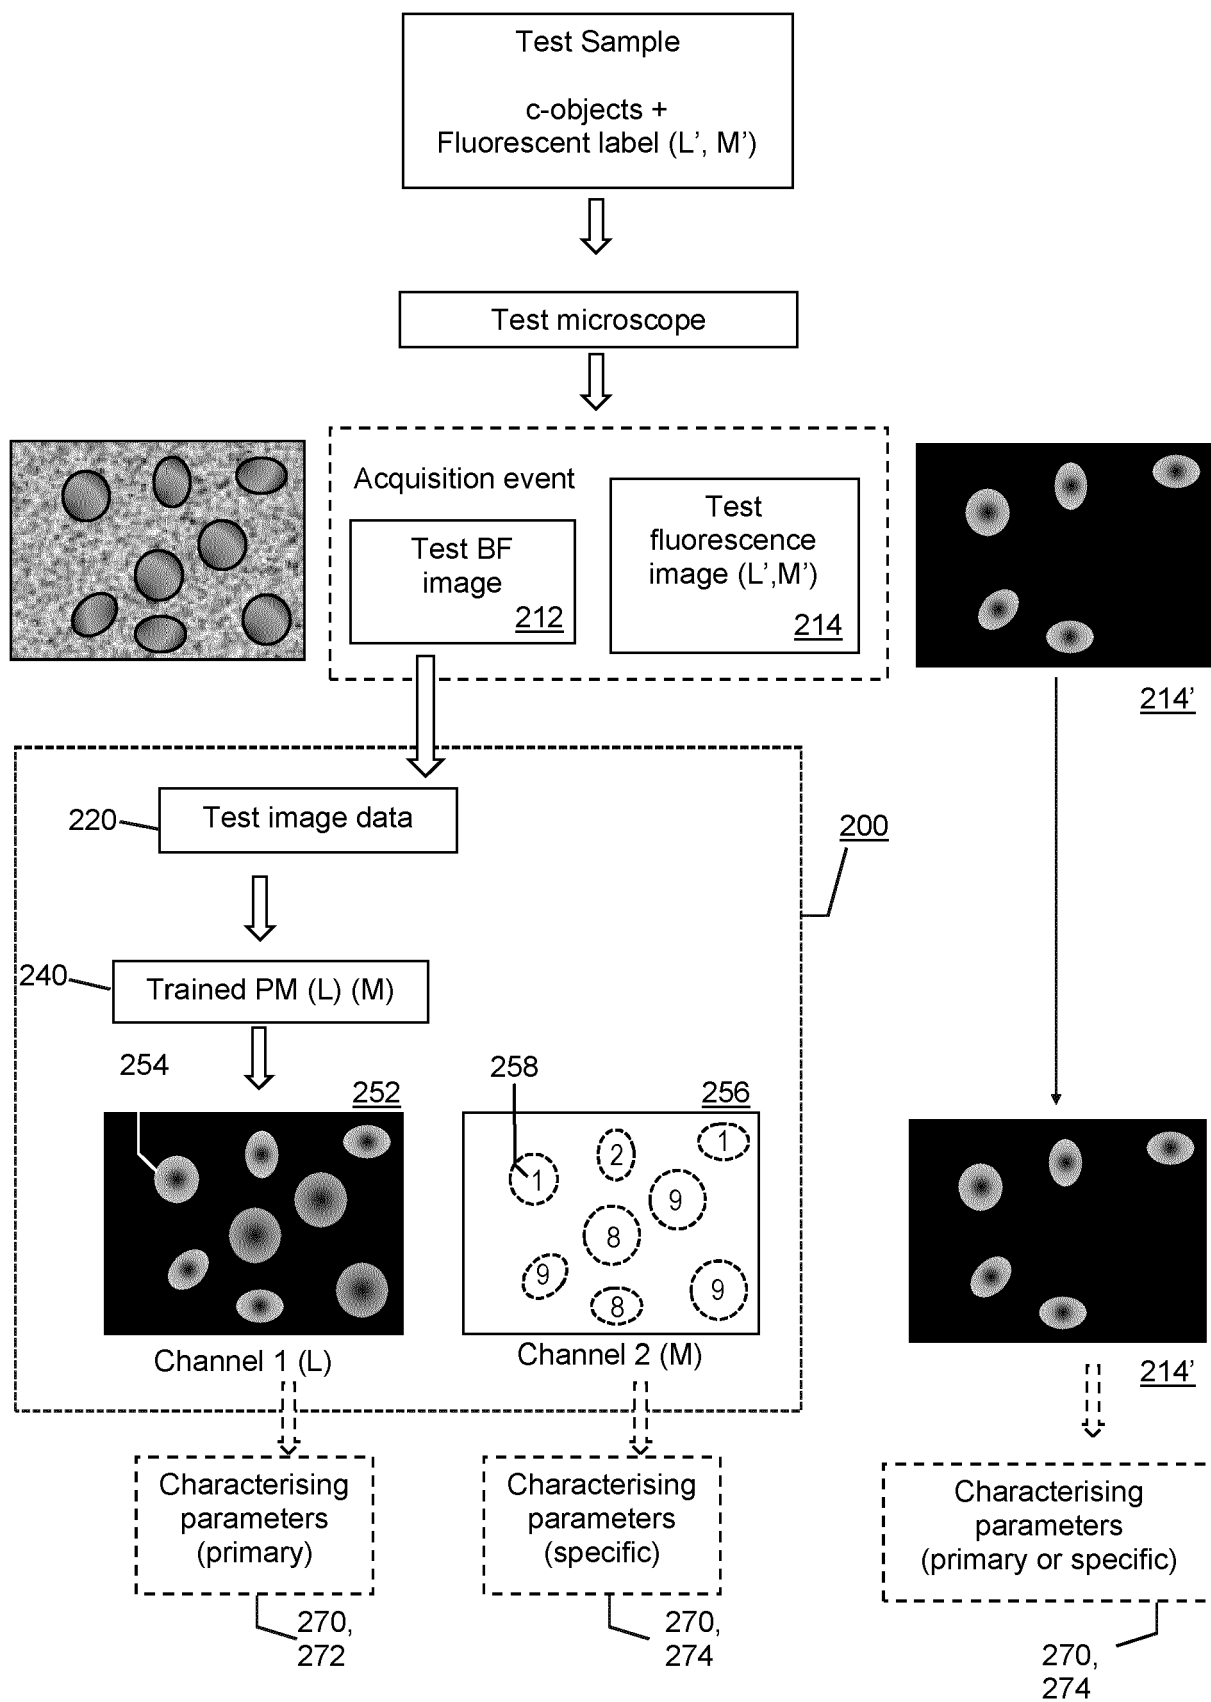 Test Sample
c-objects +
Fluorescent label (L’, M’)
Test microscope
Acquisition event
Test BF
image
212
Test
fluorescence
image (L’,M’)
214
214’
220
Test image data
200
240
Trained PM (L) (M)
254
252
258
256
1
2
1
9
8
9
8
9
Channel 1 (L)
Channel 2 (M)
214’
Characterising
parameters
(primary)
Characterising
parameters
(specific)
Characterising
parameters
(primary or specific)
270,
272
270,
274
270,
274